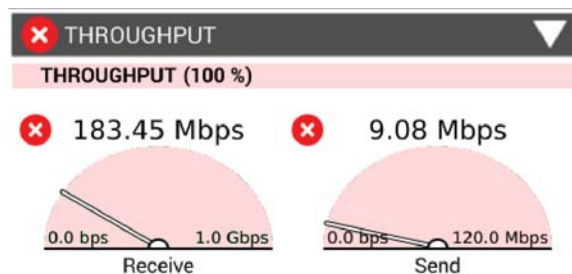 THROUGHPUT
THROUGHPUT (100 %)
183.45 Mbps
9.08 Mbps
0.0 bps
1.0 Gbps
0.0 bps
120.0 Mbps
Receive
Send